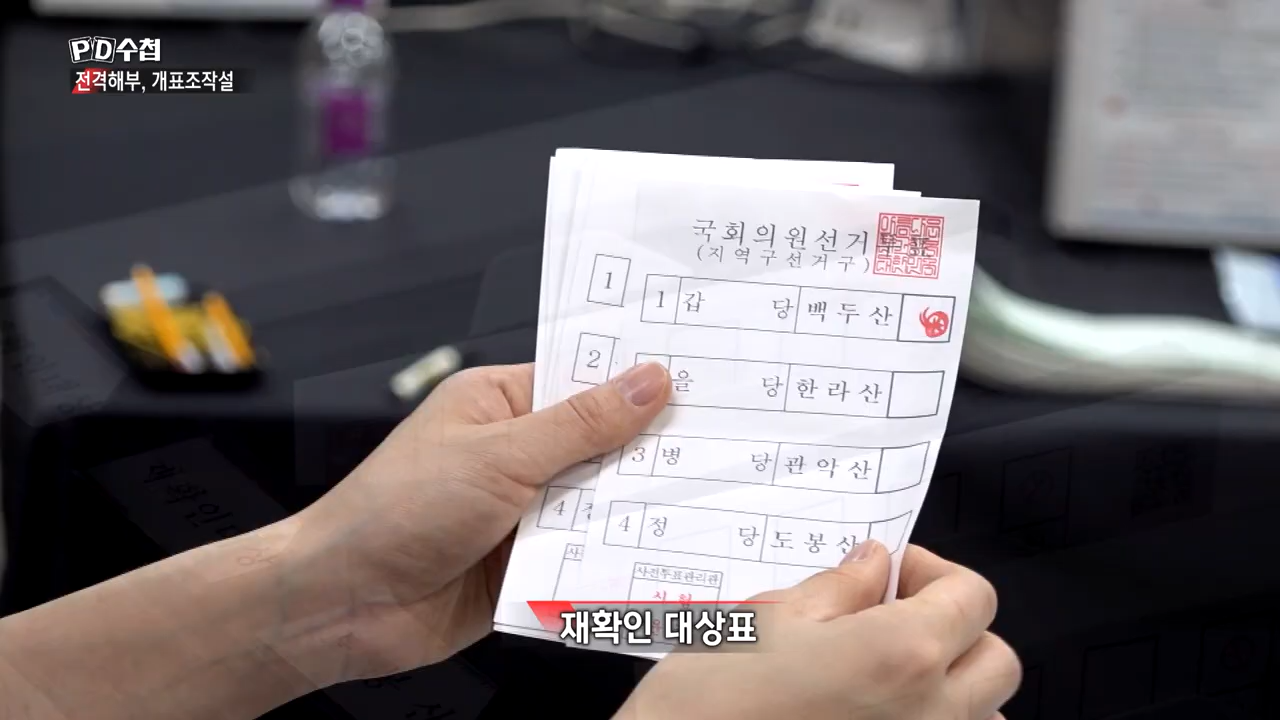 PD수첩
전격해부, 개표조작설
국회의원선거투표
(지역구선거구)
1
1 갑 당 백두산
2
을 당 한라산
3 병 당 관악산
4
4 정 당 도봉산
사전투표관리관
시험
재확인 대상표